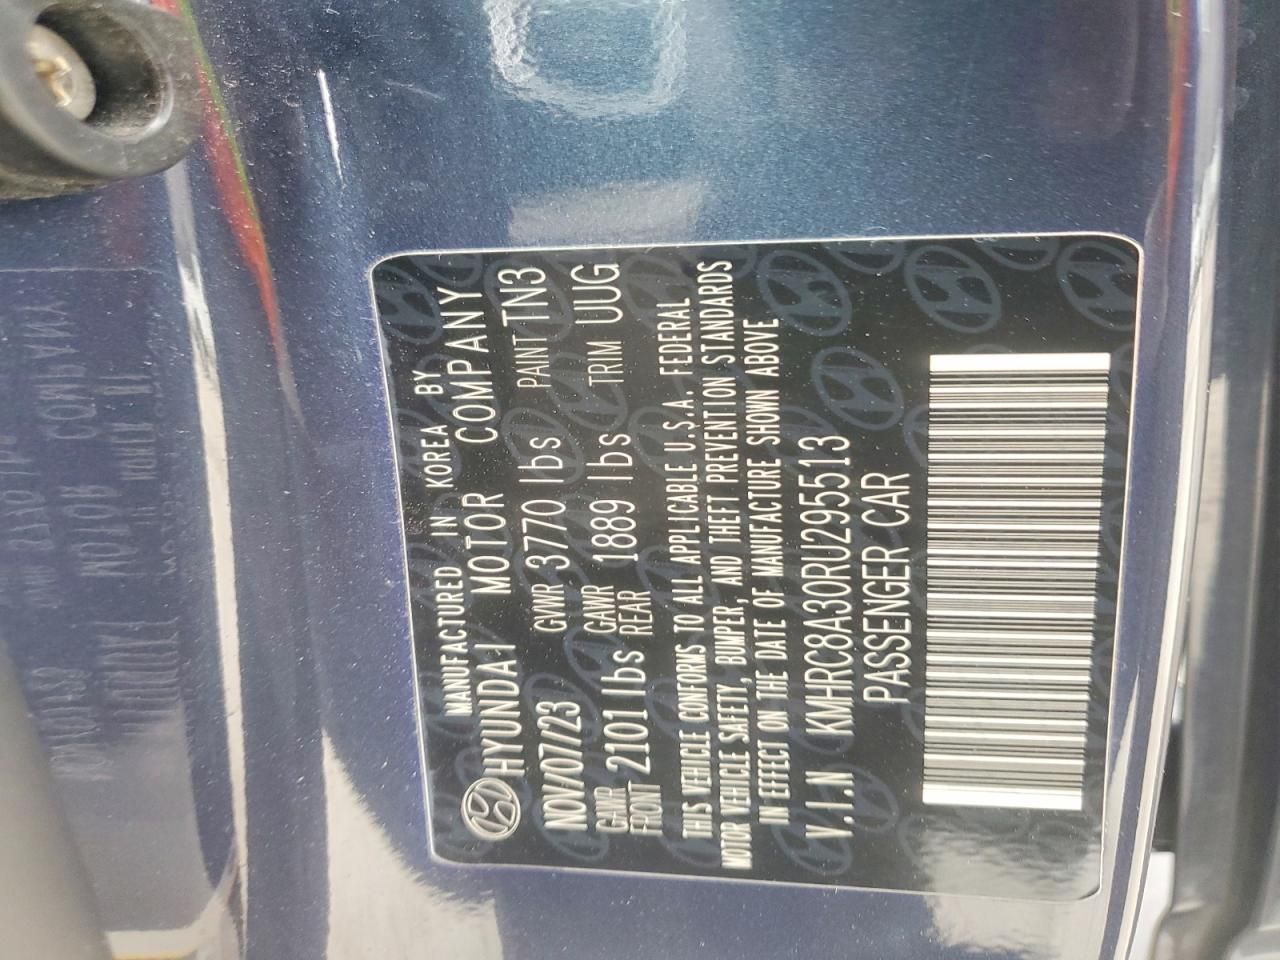 MANUFACTURED IN KOREA BY
HYUNDAI MOTOR COMPANY
NOV/07/23 GVWR 3770 lbs PAINT TN3
GAWR FRONT 2101 lbs GAWR REAR 1889 lbs TRIM UUG
THIS VEHICLE CONFORMS TO ALL APPLICABLE U.S.A. FEDERAL
MOTOR VEHICLE SAFETY, BUMPER, AND THEFT PREVENTION STANDARDS
IN EFFECT ON THE DATE OF MANUFACTURE SHOWN ABOVE
V.I.N KMHRC8A30RU295513
PASSENGER CAR